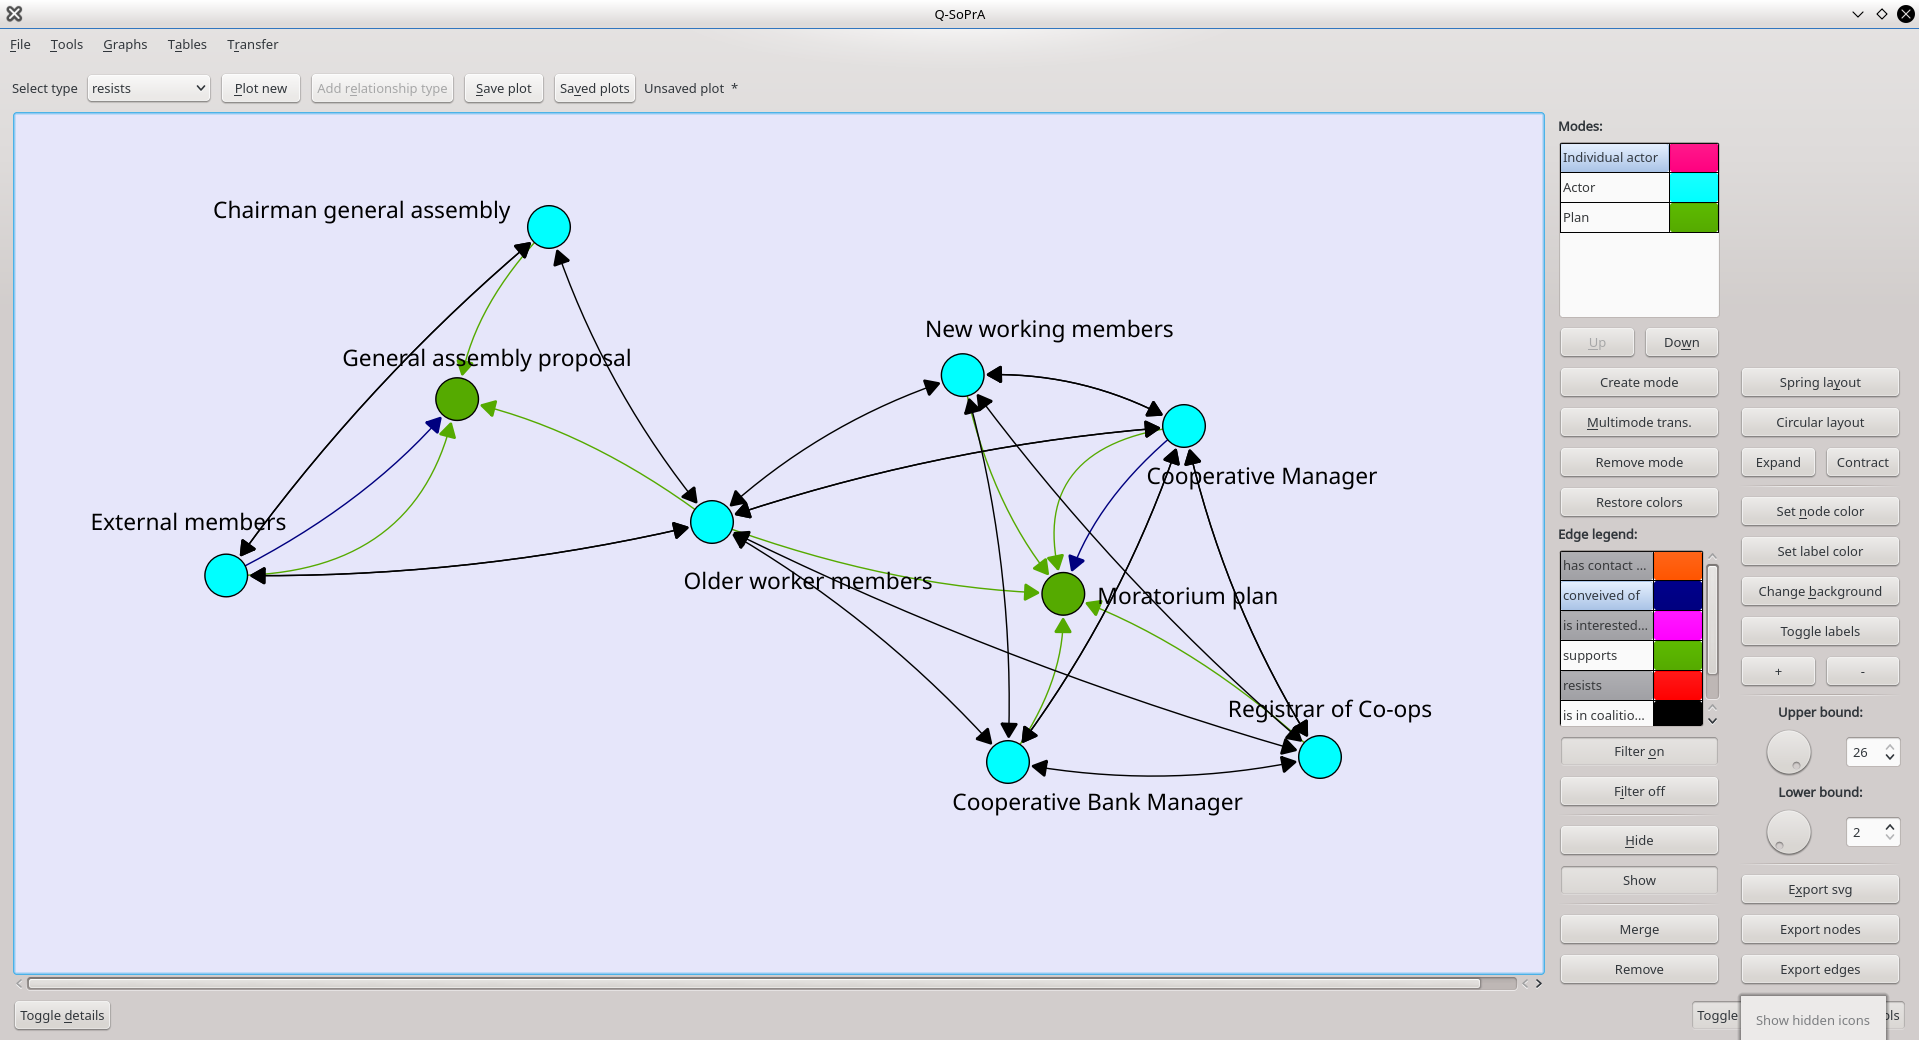 Q-SoPrA
File Tools Graphs Tables Transfer
Select type resists Plot new Add relationship type Save plot Saved plots Unsaved plot *
Modes:
Individual actor
Actor
Plan
Up Down
Create mode
Multimode trans.
Remove mode
Restore colors
Edge legend:
has contact ...
conveived of
is interested...
supports
resists
is in coalitio...
Filter on
Filter off
Hide
Show
Merge
Remove
Spring layout
Circular layout
Expand Contract
Set node color
Set label color
Change background
Toggle labels
+ -
Upper bound:
26
Lower bound:
2
Export svg
Export nodes
Export edges
Chairman general assembly
General assembly proposal
New working members
Cooperative Manager
External members
Older worker members
Moratorium plan
Registrar of Co-ops
Cooperative Bank Manager
Toggle details
Toggle
Show hidden icons